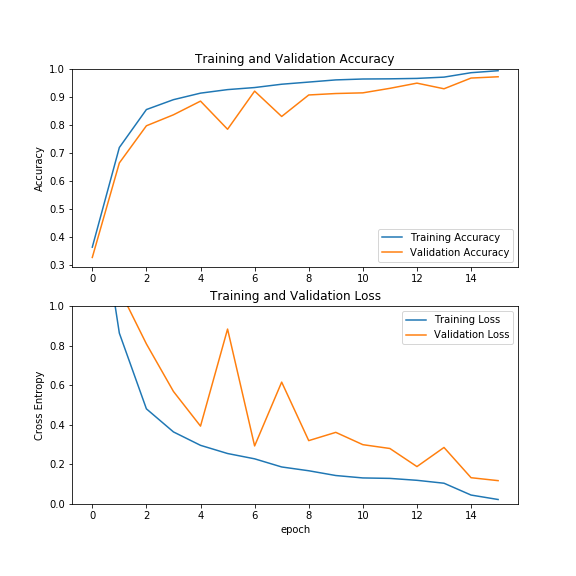 Training and Validation Accuracy
1.0
0.9
0.8
0.7
0.6
0.5
0.4
0.3
Accuracy
Training Accuracy
Validation Accuracy
0 2 4 6 8 10 12 14
Training and Validation Loss
1.0
0.8
0.6
0.4
0.2
0.0
Cross Entropy
Training Loss
Validation Loss
0 2 4 6 8 10 12 14
epoch